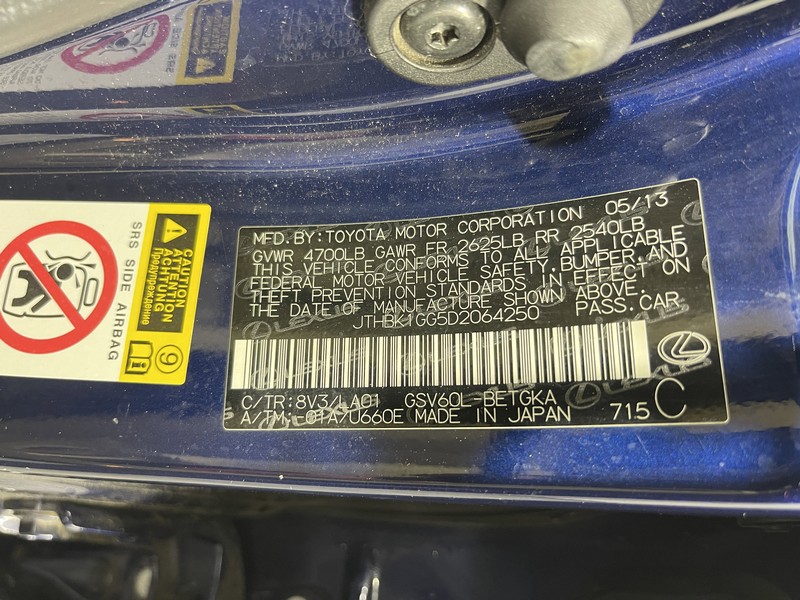 MFD.BY:TOYOTA MOTOR CORPORATION 05/13
GVWR 4700LB GAWR FR 2625LB RR 2540LB
THIS VEHICLE CONFORMS TO ALL APPLICABLE
FEDERAL MOTOR VEHICLE SAFETY,BUMPER,AND
THEFT PREVENTION STANDARDS IN EFFECT ON
THE DATE OF MANUFACTURE SHOWN ABOVE.
JTHBK1GG5D2064250 PASS.CAR
C/TR:8V3/LA01 GSV60L-BETGKA
A/TM:-01A/U660E MADE IN JAPAN 715 C
SRS SIDE AIRBAG
CAUTION
ATTENTION
ACHTUNG
Предупреждение
9
LEXUS